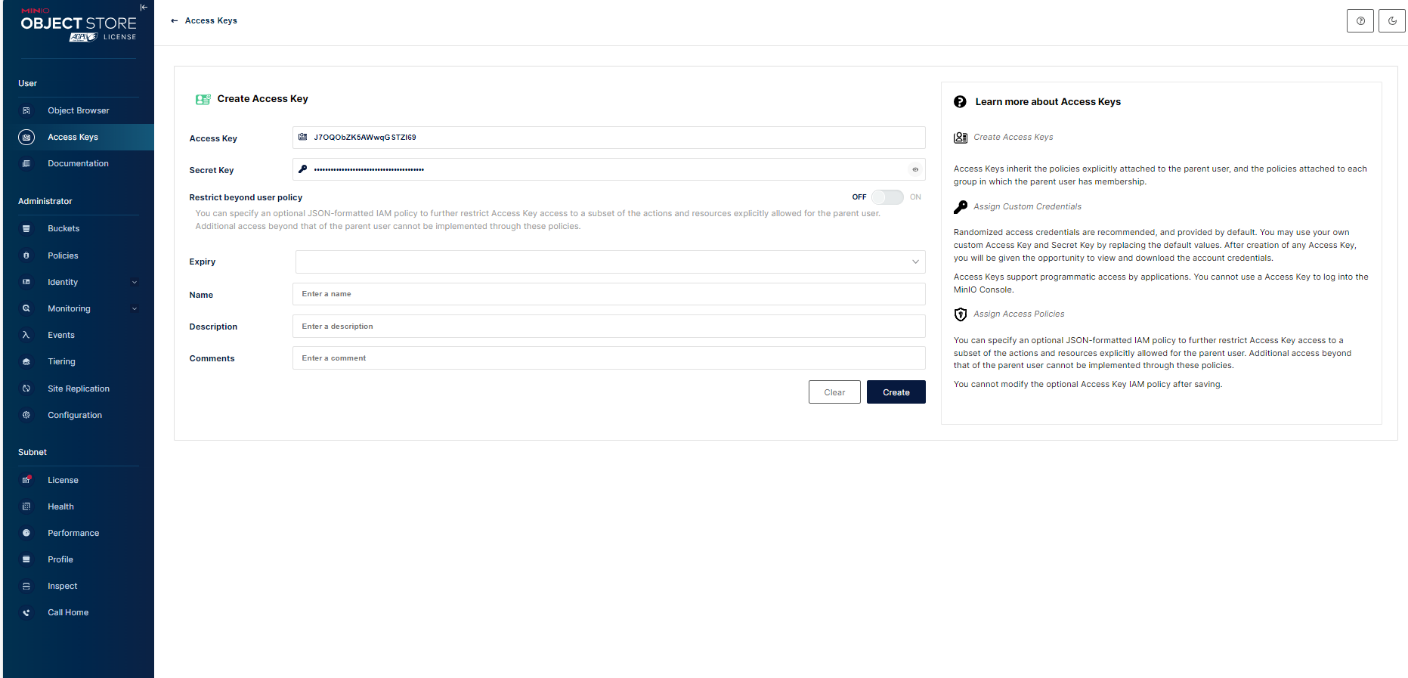 MINIO
OBJECT STORE
AGPLv3 LICENSE
User
Object Browser
Access Keys
Documentation
Administrator
Buckets
Policies
Identity
Monitoring
Events
Tiering
Site Replication
Configuration
Subnet
License
Health
Performance
Profile
Inspect
Call Home
← Access Keys
Create Access Key
Access Key
J7OQObZK5AWwqGSTZI69
Secret Key
••••••••••••••••••••••••••••••••••••••••
Restrict beyond user policy
OFF ON
You can specify an optional JSON-formatted IAM policy to further restrict Access Key access to a subset of the actions and resources explicitly allowed for the parent user.
Additional access beyond that of the parent user cannot be implemented through these policies.
Expiry
Name
Enter a name
Description
Enter a description
Comments
Enter a comment
Clear
Create
Learn more about Access Keys
Create Access Keys
Access Keys inherit the policies explicitly attached to the parent user, and the policies attached to each
group in which the parent user has membership.
Assign Custom Credentials
Randomized access credentials are recommended, and provided by default. You may use your own
custom Access Key and Secret Key by replacing the default values. After creation of any Access Key,
you will be given the opportunity to view and download the account credentials.
Access Keys support programmatic access by applications. You cannot use a Access Key to log into the
MinIO Console.
Assign Access Policies
You can specify an optional JSON-formatted IAM policy to further restrict Access Key access to a
subset of the actions and resources explicitly allowed for the parent user. Additional access beyond
that of the parent user cannot be implemented through these policies.
You cannot modify the optional Access Key IAM policy after saving.